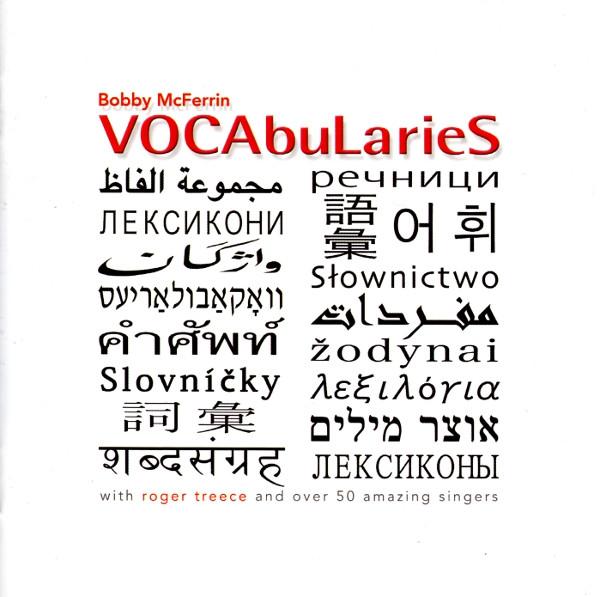 Bobby McFerrin
VOCAbuLarieS
مجموعة الفاظ
ЛЕКСИКОНИ
واژگان
וואָקאַבולאַריעס
คำศัพท์
Slovníčky
詞彙
शब्दसंग्रह
речници
語彙
어휘
Słownictwo
مفردات
žodynai
λεξιλόγια
אוצר מילים
ЛЕКСИКОНЫ
with roger treece and over 50 amazing singers